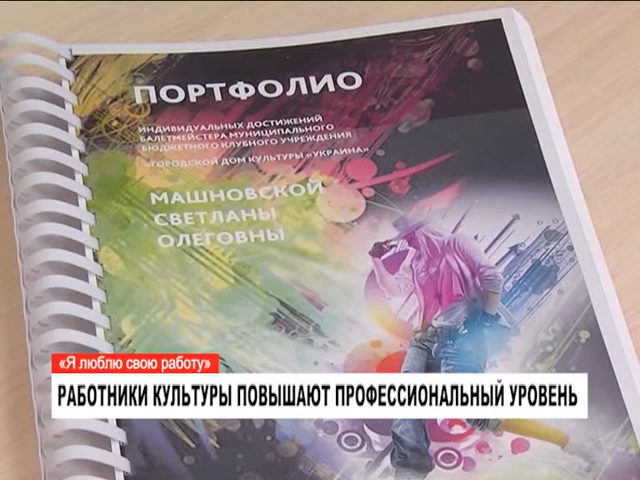 ПОРТФОЛИО
ИНДИВИДУАЛЬНЫХ ДОСТИЖЕНИЙ
БАЛЕТМЕЙСТЕРА МУНИЦИПАЛЬНОГО
БЮДЖЕТНОГО КЛУБНОГО УЧРЕЖДЕНИЯ
«ГОРОДСКОЙ ДОМ КУЛЬТУРЫ «УКРАИНА»
МАШНОВСКОЙ
СВЕТЛАНЫ
ОЛЕГОВНЫ
«Я люблю свою работу»
РАБОТНИКИ КУЛЬТУРЫ ПОВЫШАЮТ ПРОФЕССИОНАЛЬНЫЙ УРОВЕНЬ